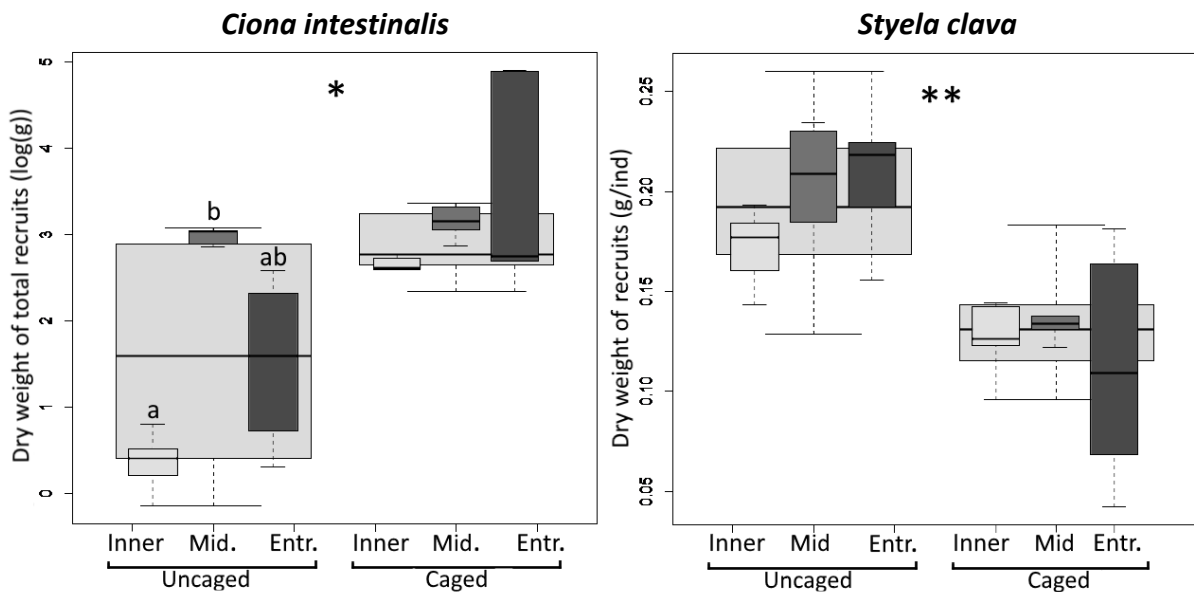 Ciona intestinalis
Dry weight of total recruits (log(g))
5
4
3
2
1
0
*
a
b
ab
Inner Mid. Entr. Inner Mid. Entr.
Uncaged Caged
Styela clava
Dry weight of recruits (g/ind)
0.25
0.20
0.15
0.10
0.05
**
Inner Mid Entr. Inner Mid Entr.
Uncaged Caged